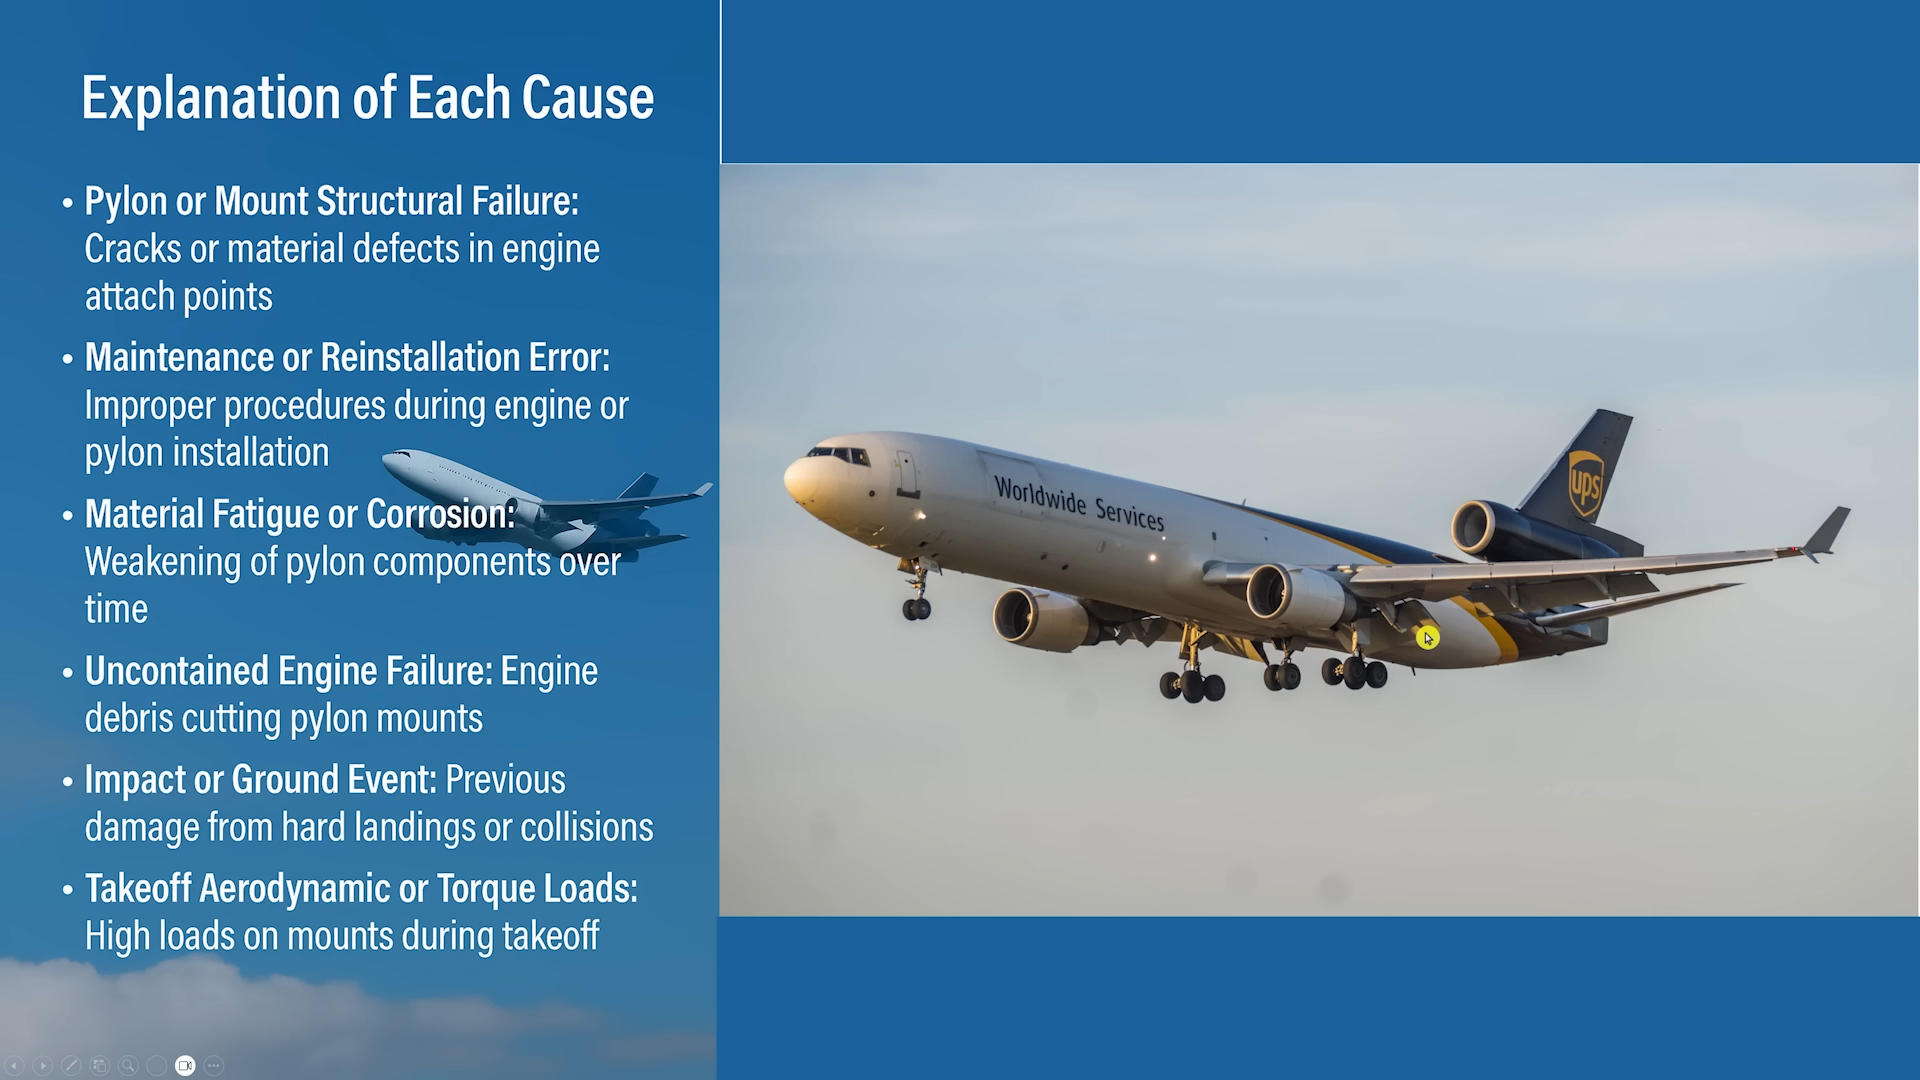 Explanation of Each Cause
• Pylon or Mount Structural Failure:
Cracks or material defects in engine
attach points
• Maintenance or Reinstallation Error:
Improper procedures during engine or
pylon installation
• Material Fatigue or Corrosion:
Weakening of pylon components over
time
• Uncontained Engine Failure: Engine
debris cutting pylon mounts
• Impact or Ground Event: Previous
damage from hard landings or collisions
• Takeoff Aerodynamic or Torque Loads:
High loads on mounts during takeoff
Worldwide Services
ups